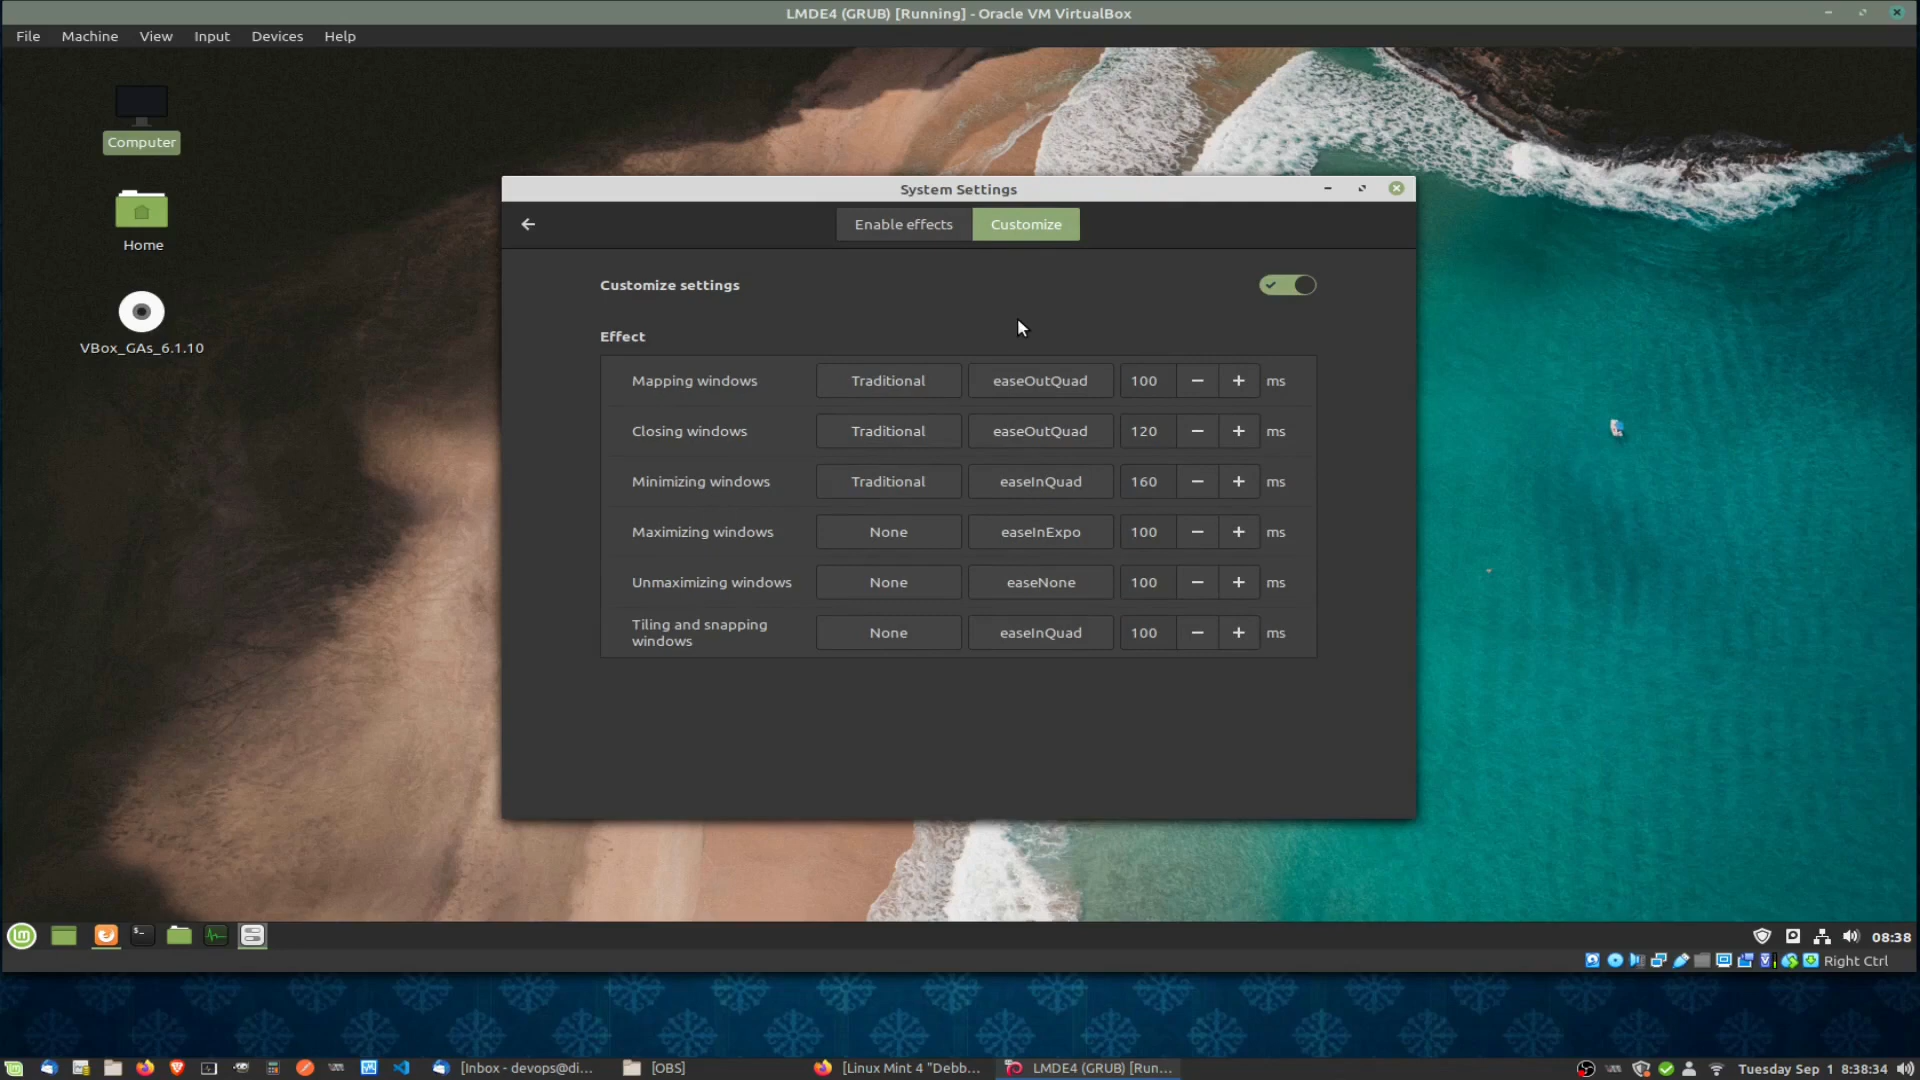 LMDE4 (GRUB) [Running] - Oracle VM VirtualBox
File Machine View Input Devices Help
Computer
Home
VBox_GAs_6.1.10
System Settings
Enable effects Customize
Customize settings
Effect
Mapping windows Traditional easeOutQuad 100 − + ms
Closing windows Traditional easeOutQuad 120 − + ms
Minimizing windows Traditional easeInQuad 160 − + ms
Maximizing windows None easeInExpo 100 − + ms
Unmaximizing windows None easeNone 100 − + ms
Tiling and snapping
windows None easeInQuad 100 − + ms
08:38
Right Ctrl
[Inbox - devops@di... [OBS] [Linux Mint 4 "Debb... LMDE4 (GRUB) [Run... Tuesday Sep 1 8:38:34